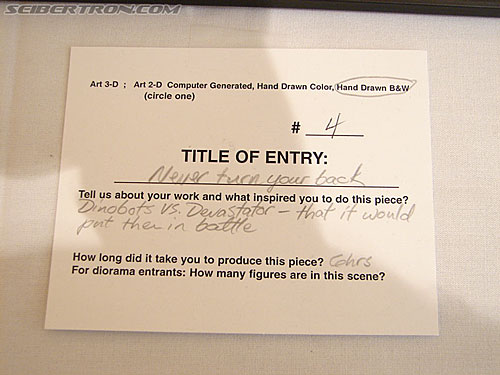 SEIBERTRON.COM
Art 3-D ; Art 2-D Computer Generated, Hand Drawn Color, Hand Drawn B&W
(circle one)
# 4
TITLE OF ENTRY:
Never turn your back
Tell us about your work and what inspired you to do this piece?
Dinobots Vs. Devastator - that it would
put them in battle
How long did it take you to produce this piece? 6hrs
For diorama entrants: How many figures are in this scene?